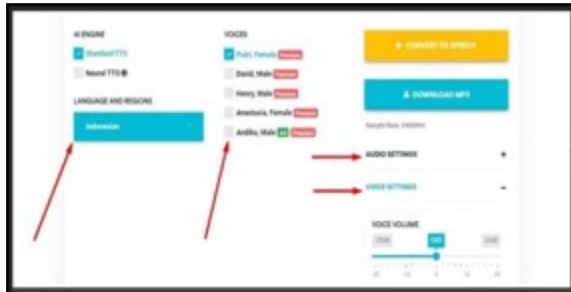 AI ENGINE
Standard TTS
Neural TTS
LANGUAGE AND REGIONS
Indonesian
VOICES
Putri, Female Premium
David, Male Premium
Henry, Male Premium
Anastasia, Female Premium
Andika, Male Premium
CONVERT TO SPEECH
DOWNLOAD MP3
AUDIO SETTINGS +
VOICE SETTINGS −
VOICE VOLUME